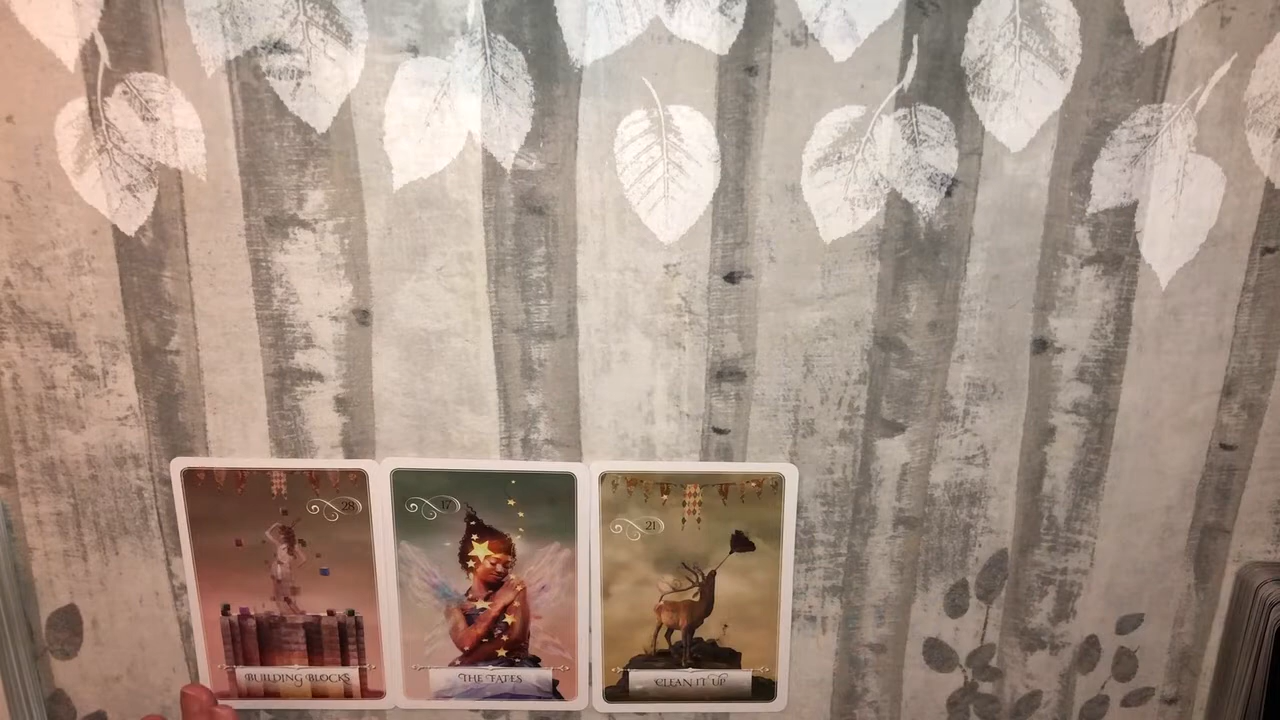 28
17
21
BUILDING BLOCKS
THE FATES
CLEAN IT UP